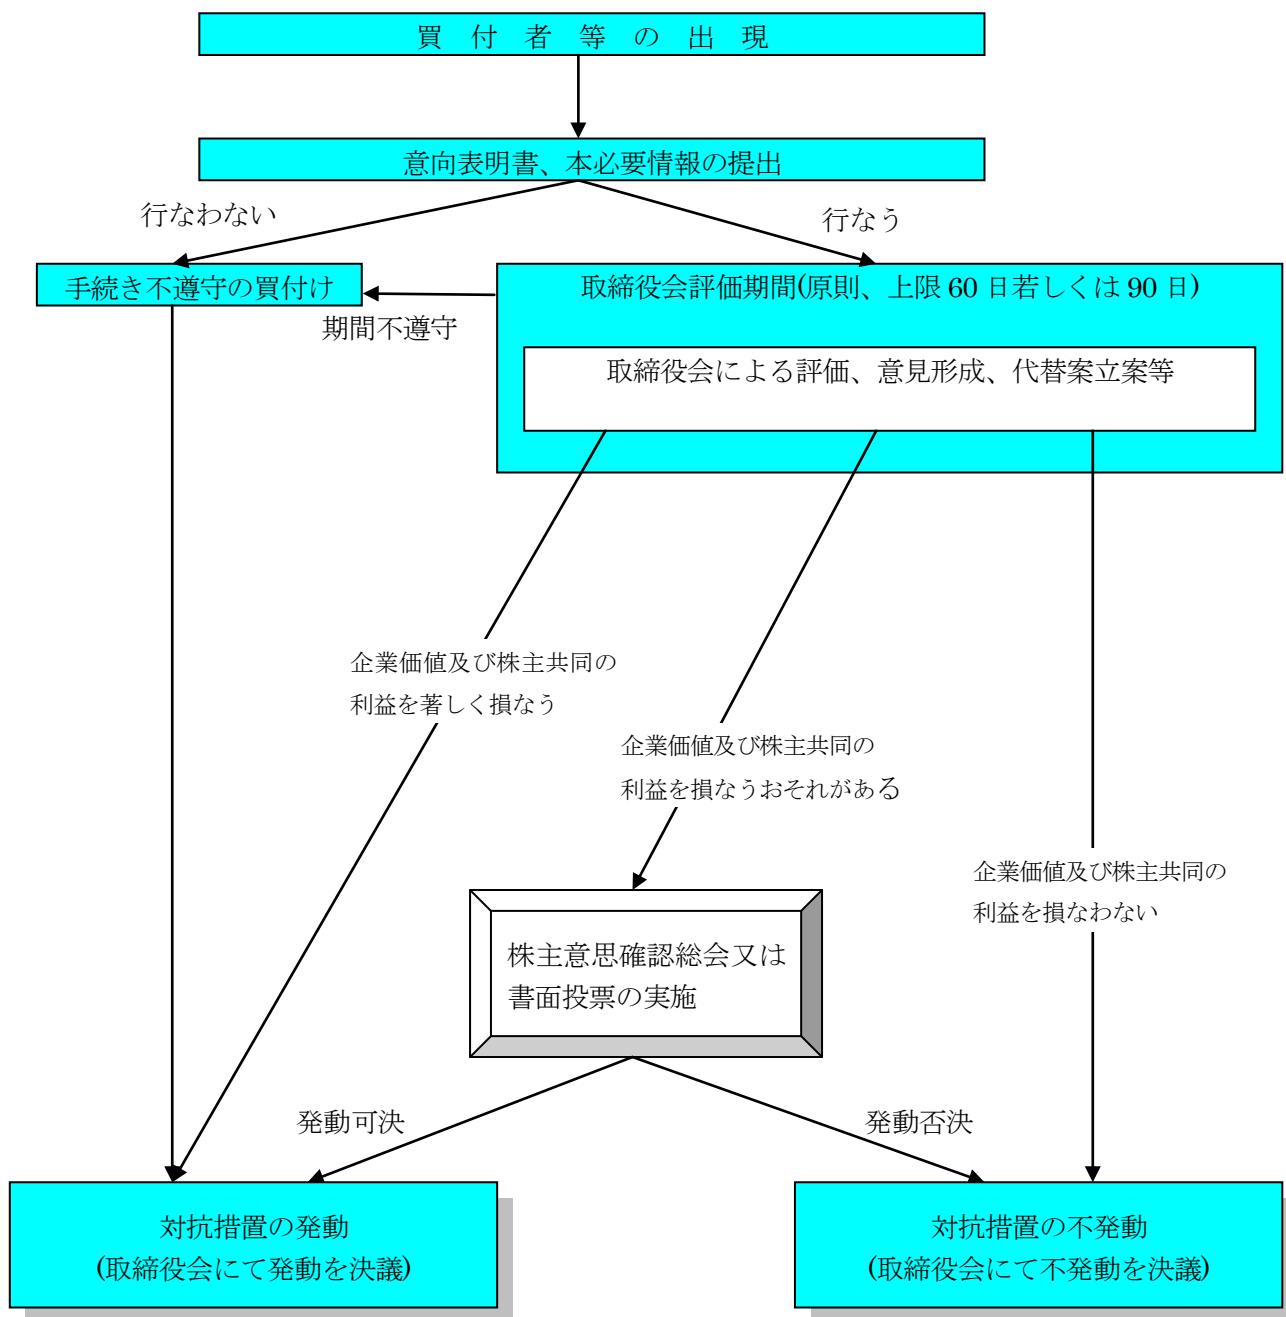 買　付　者　等　の　出　現
意向表明書、本必要情報の提出
行なわない
行なう
手続き不遵守の買付け
取締役会評価期間(原則、上限 60 日若しくは 90 日)
期間不遵守
取締役会による評価、意見形成、代替案立案等
企業価値及び株主共同の
利益を著しく損なう
企業価値及び株主共同の
利益を損なうおそれがある
企業価値及び株主共同の
利益を損なわない
株主意思確認総会又は
書面投票の実施
発動可決
発動否決
対抗措置の発動
(取締役会にて発動を決議)
対抗措置の不発動
(取締役会にて不発動を決議)